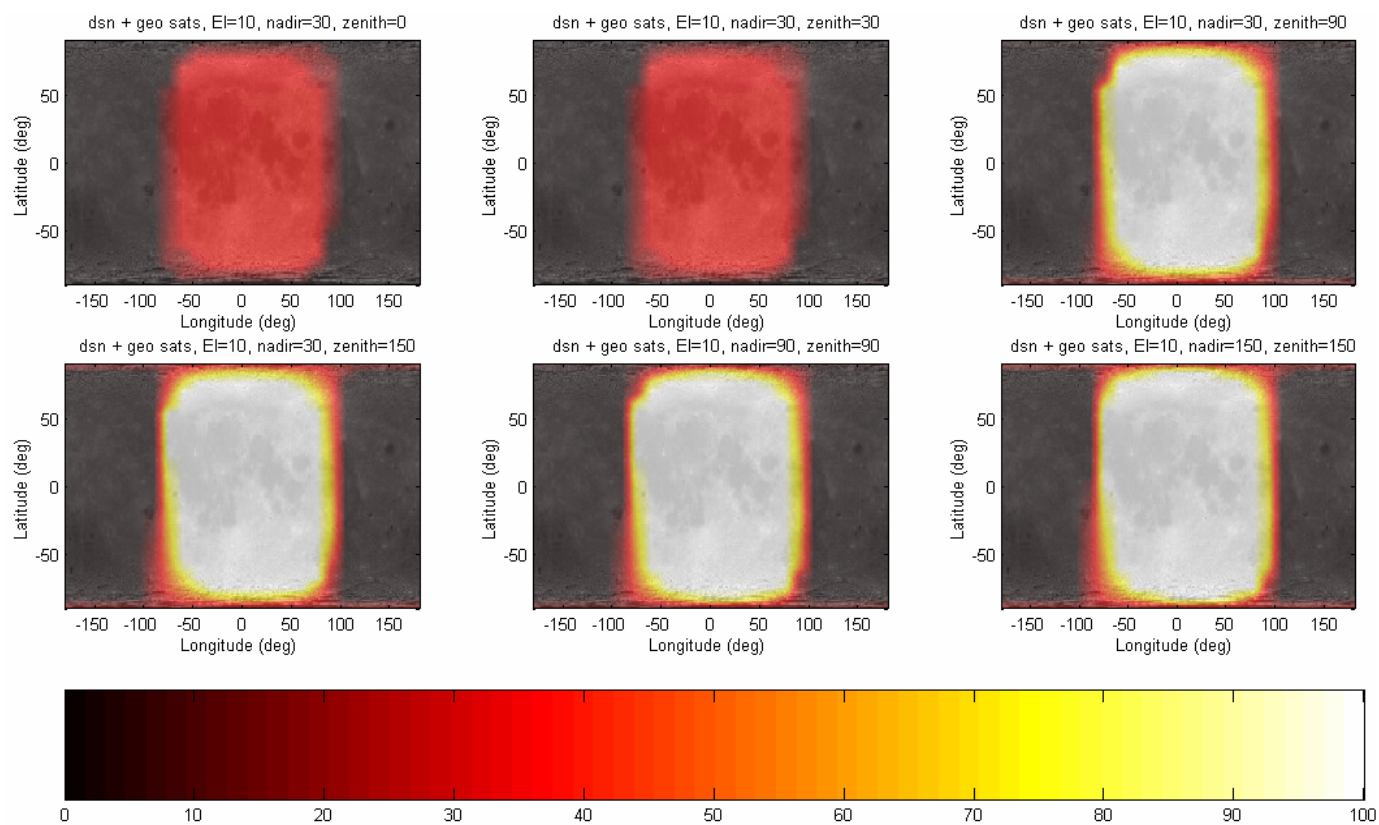 dsn + geo sats, El=10, nadir=30, zenith=0
dsn + geo sats, El=10, nadir=30, zenith=30
dsn + geo sats, El=10, nadir=30, zenith=90
Latitude (deg)
50
0
-50
-150 -100 -50 0 50 100 150
Longitude (deg)
Latitude (deg)
50
0
-50
-150 -100 -50 0 50 100 150
Longitude (deg)
Latitude (deg)
50
0
-50
-150 -100 -50 0 50 100 150
Longitude (deg)
dsn + geo sats, El=10, nadir=30, zenith=150
dsn + geo sats, El=10, nadir=90, zenith=90
dsn + geo sats, El=10, nadir=150, zenith=150
Latitude (deg)
50
0
-50
-150 -100 -50 0 50 100 150
Longitude (deg)
Latitude (deg)
50
0
-50
-150 -100 -50 0 50 100 150
Longitude (deg)
Latitude (deg)
50
0
-50
-150 -100 -50 0 50 100 150
Longitude (deg)
0 10 20 30 40 50 60 70 80 90 100